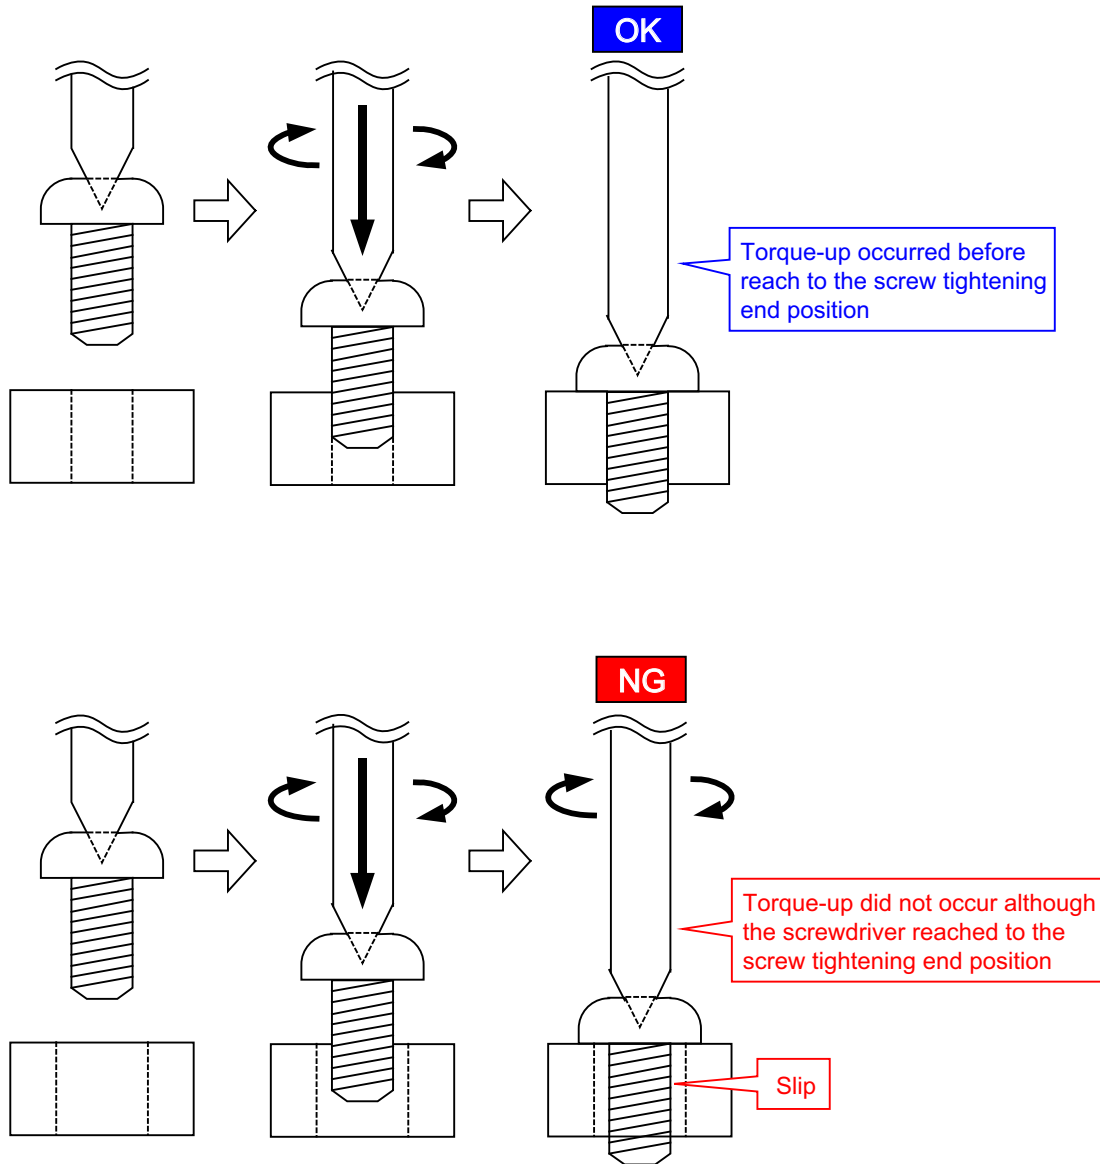 OK
Torque-up occurred before
reach to the screw tightening
end position
NG
Torque-up did not occur although
the screwdriver reached to the
screw tightening end position
Slip